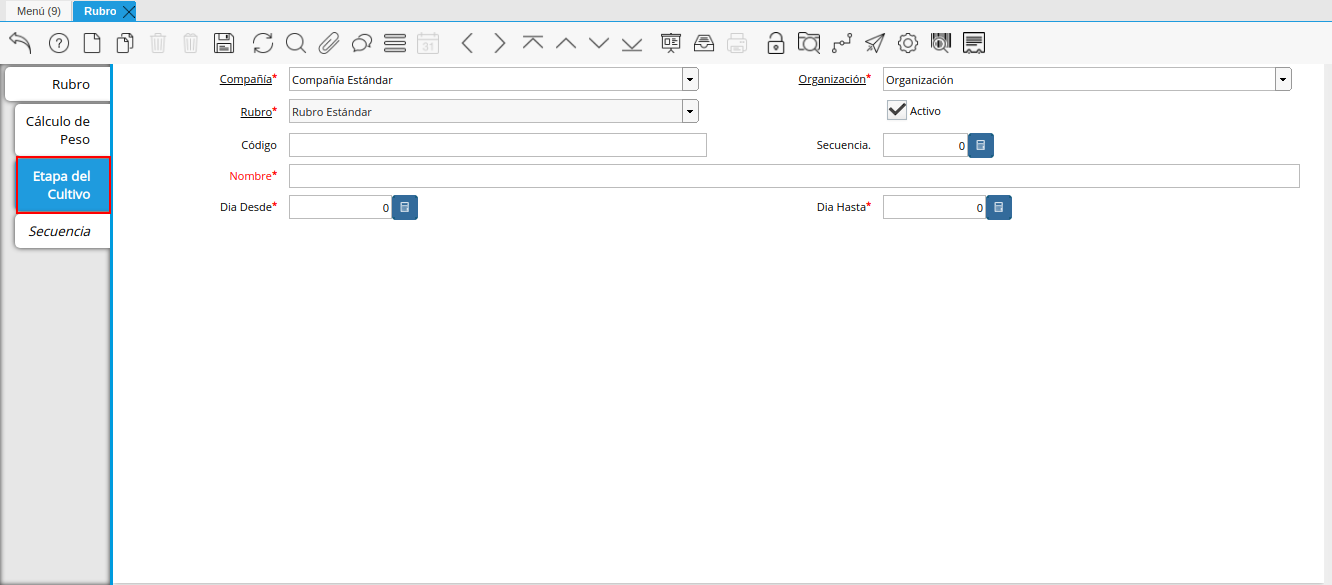 Menú (9)
Rubro
31
Rubro
Cálculo de
Peso
Etapa del
Cultivo
Secuencia
Compañía* Compañía Estándar
Organización* Organización
Rubro* Rubro Estándar
Activo
Código
Secuencia. 0
Nombre*
Dia Desde* 0
Dia Hasta* 0